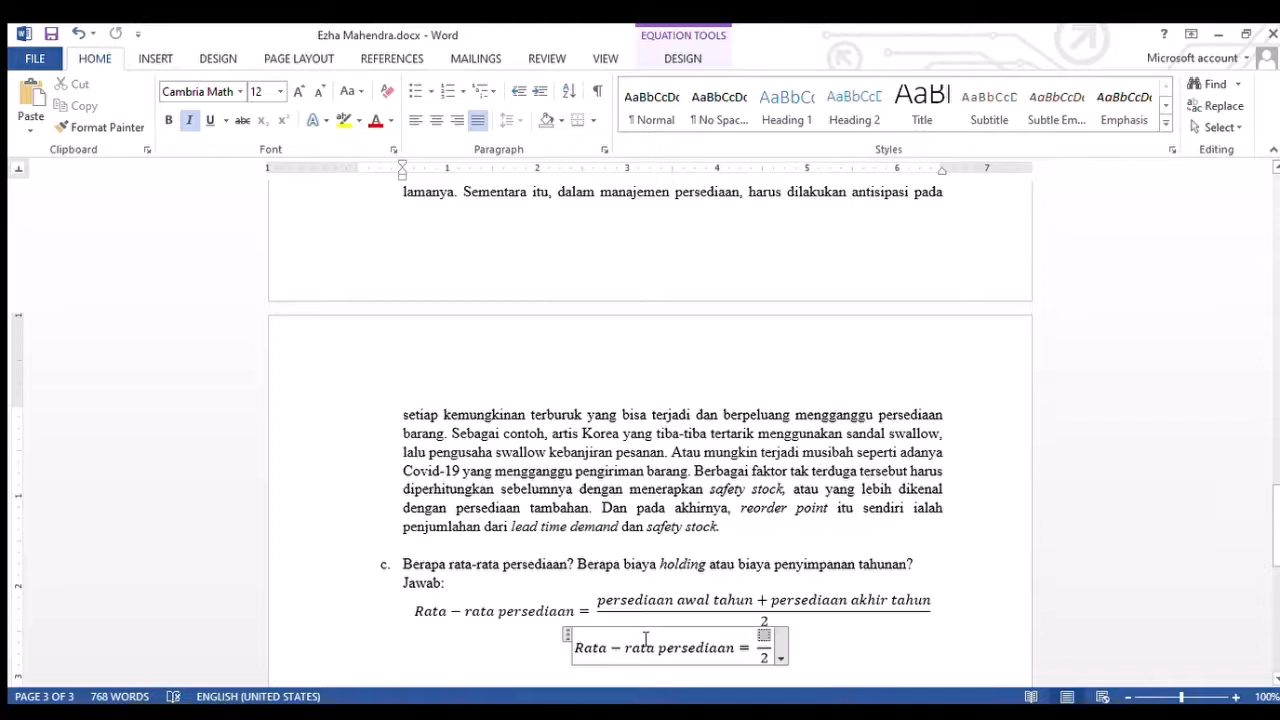 Ezha Mahendra.docx - Word
EQUATION TOOLS
FILE HOME INSERT DESIGN PAGE LAYOUT REFERENCES MAILINGS REVIEW VIEW DESIGN Microsoft account
Paste
Cut
Copy
Format Painter
Clipboard
Cambria Math 12
Font
Paragraph
AaBbCcDc AaBbCcDc AaBbCc AaBbCcD AaBl AaBbCcD AaBbCcDc AaBbCcDc
¶ Normal ¶ No Spac... Heading 1 Heading 2 Title Subtitle Subtle Em... Emphasis
Styles
Find
Replace
Select
Editing
1 1 2 3 4 5 6 7
lamanya. Sementara itu, dalam manajemen persediaan, harus dilakukan antisipasi pada
setiap kemungkinan terburuk yang bisa terjadi dan berpeluang mengganggu persediaan
barang. Sebagai contoh, artis Korea yang tiba-tiba tertarik menggunakan sandal swallow,
lalu pengusaha swallow kebanjiran pesanan. Atau mungkin terjadi musibah seperti adanya
Covid-19 yang mengganggu pengiriman barang. Berbagai faktor tak terduga tersebut harus
diperhitungkan sebelumnya dengan menerapkan safety stock, atau yang lebih dikenal
dengan persediaan tambahan. Dan pada akhirnya, reorder point itu sendiri ialah
penjumlahan dari lead time demand dan safety stock.
c. Berapa rata-rata persediaan? Berapa biaya holding atau biaya penyimpanan tahunan?
Jawab:
Rata − rata persediaan = persediaan awal tahun + persediaan akhir tahun
2
Rata − rata persediaan =
2
PAGE 3 OF 3 768 WORDS ENGLISH (UNITED STATES) 100%